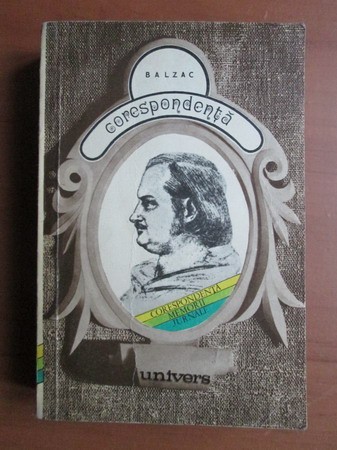 BALZAC
corespondență
CORESPONDENȚĂ
MEMORII
JURNALE
univers